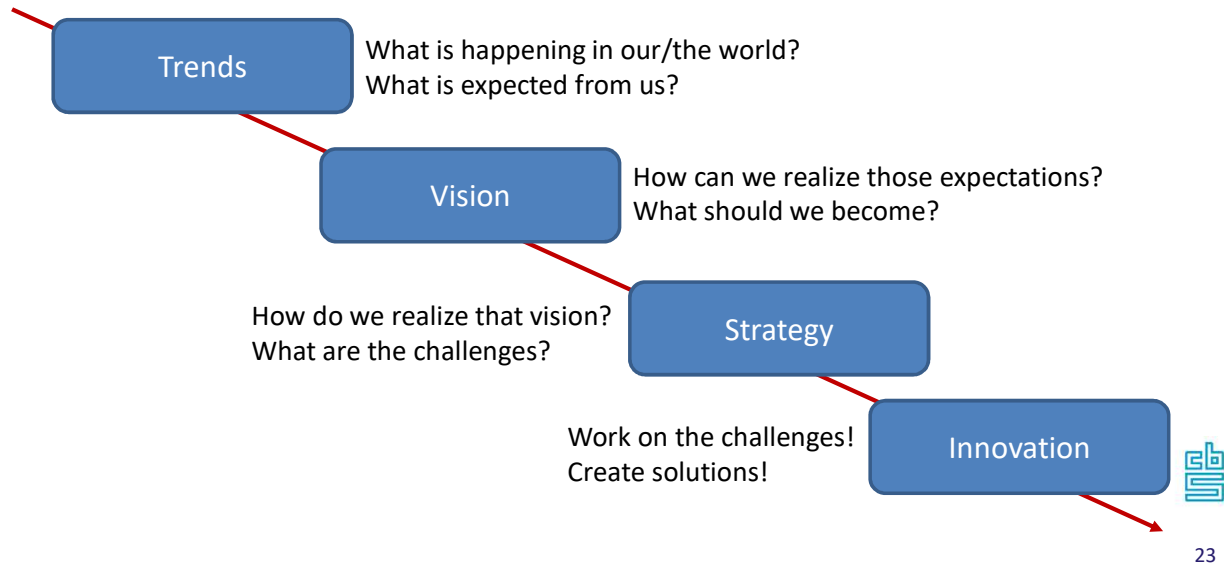 Trends
What is happening in our/the world?
What is expected from us?
Vision
How can we realize those expectations?
What should we become?
How do we realize that vision?
What are the challenges?
Strategy
Work on the challenges!
Create solutions!
Innovation
cbs
23